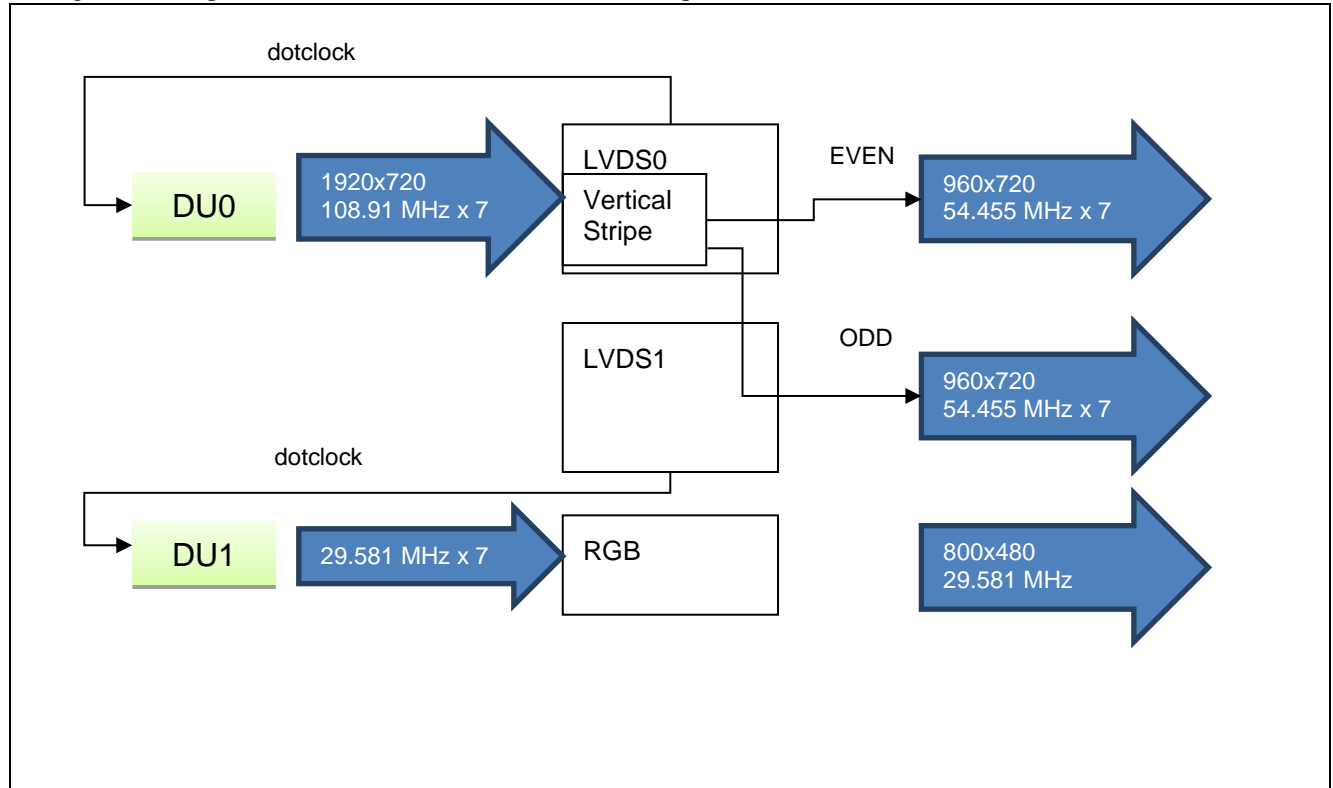 dotclock
DU0
1920x720
108.91 MHz x 7
LVDS0
Vertical
Stripe
EVEN
960x720
54.455 MHz x 7
LVDS1
ODD
960x720
54.455 MHz x 7
dotclock
DU1
29.581 MHz x 7
RGB
800x480
29.581 MHz